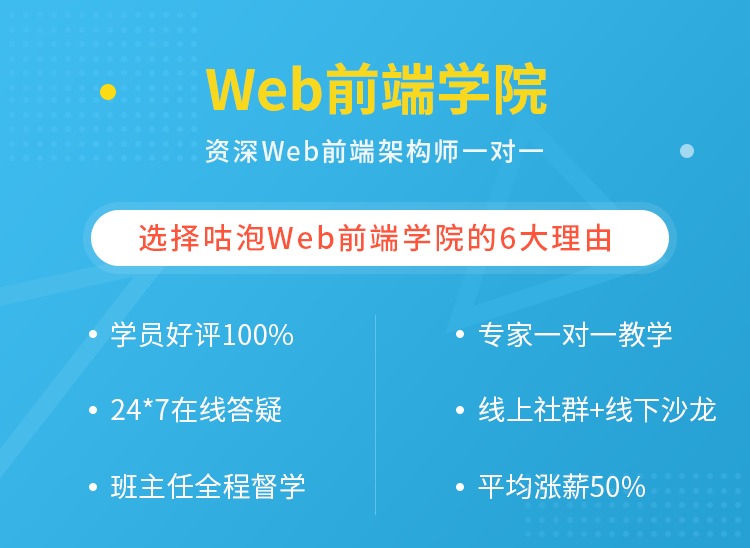 Web前端学院
资深Web前端架构师一对一
选择咕泡Web前端学院的6大理由
学员好评100%
专家一对一教学
24*7在线答疑
线上社群+线下沙龙
班主任全程督学
平均涨薪50%